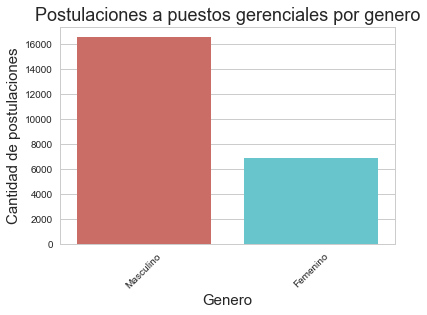 Postulaciones a puestos gerenciales por genero
Cantidad de postulaciones
16000
14000
12000
10000
8000
6000
4000
2000
0
Masculino
Femenino
Genero